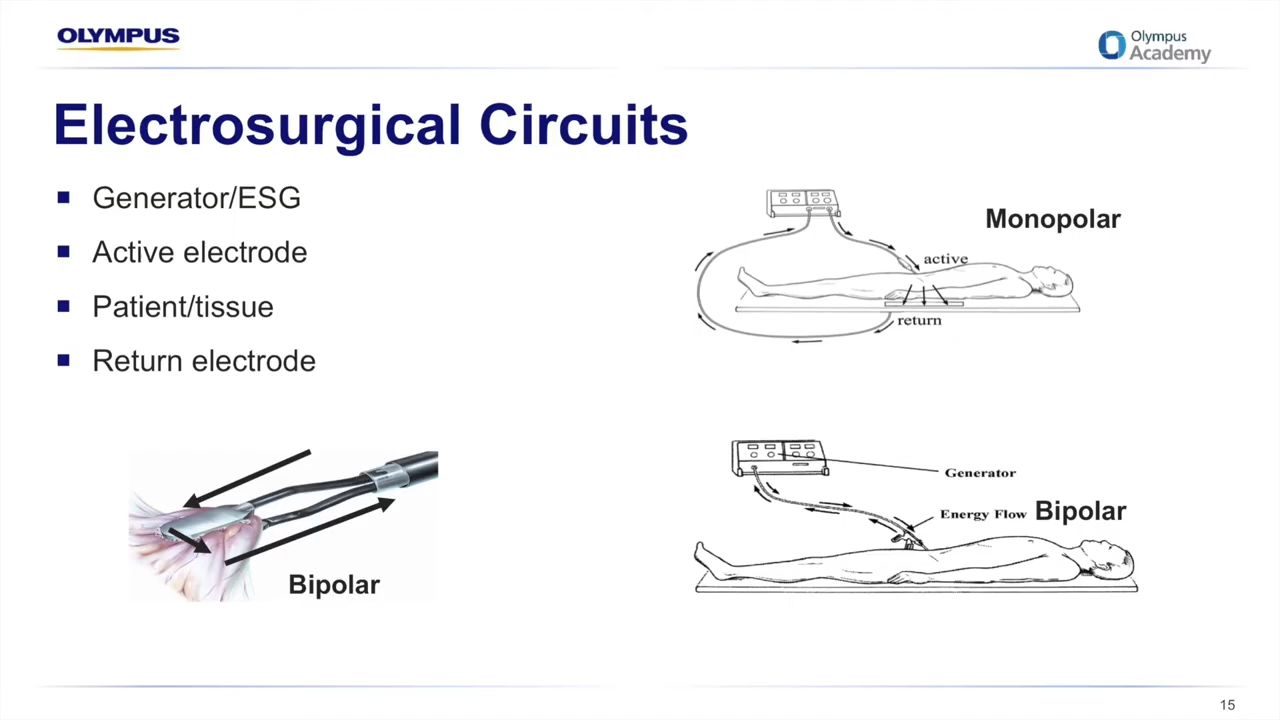 OLYMPUS
Olympus
Academy
Electrosurgical Circuits
Generator/ESG
Active electrode
Patient/tissue
Return electrode
Monopolar
active
return
Bipolar
Generator
Energy Flow
Bipolar
15